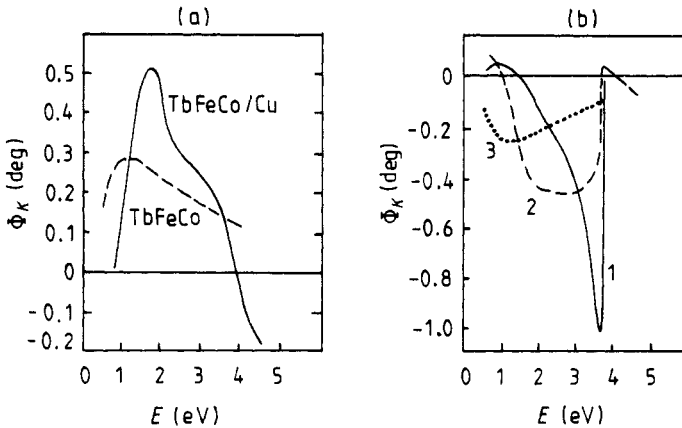 (a)
0.5
0.4
0.3
0.2
0.1
0
-0.1
-0.2
ΦK (deg)
TbFeCo/Cu
TbFeCo
0 1 2 3 4 5
E (eV)
(b)
0
-0.2
-0.4
-0.6
-0.8
-1.0
ΦK (deg)
3
2
1
0 1 2 3 4 5
E (eV)